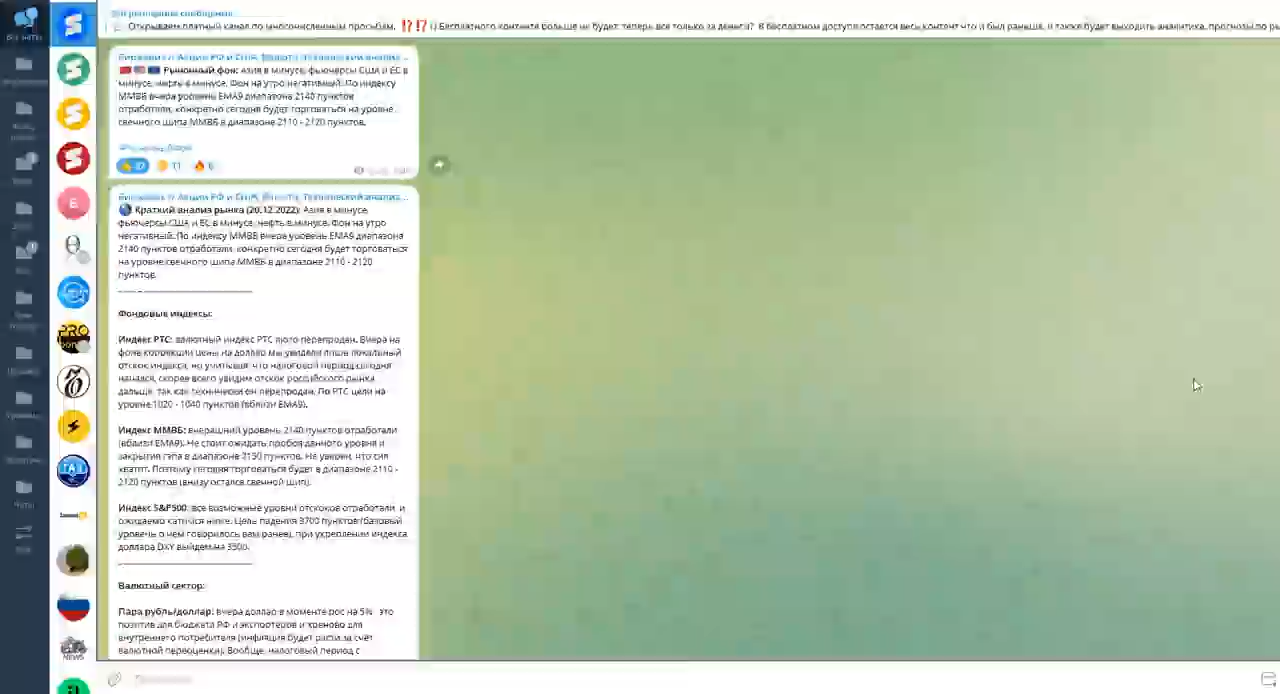 Открываем платный канал по многочисленным просьбам. ⁉️⁉️ Бесплатного контента больше не будет, теперь все только за деньги? В бесплатном доступе остается весь контент что и был раньше, и также будет выходить аналитика, прогнозы по
Рыночный фон: Азия в минусе, фьючерсы США и ЕС в
минусе, нефть в минусе. Фон на утро негативный. По индексу
ММВБ вчера уровень EMA9 диапазона 2140 пунктов
отработали, конкретно сегодня будет торговаться на уровне
свечного шипа ММВБ в диапазоне 2110 - 2120 пунктов.
11 6
Краткий анализ рынка (20.12.2022): Азия в минусе,
фьючерсы США и ЕС в минусе, нефть в минусе. Фон на утро
негативный. По индексу ММВБ вчера уровень EMA9 диапазона
2140 пунктов отработали, конкретно сегодня будет торговаться
на уровне свечного шипа ММВБ в диапазоне 2110 - 2120
пунктов.
Фондовые индексы:
Индекс РТС: валютный индекс РТС люто перепродан. Вчера на
фоне коррекции цены на доллар мы увидели лишь локальный
отскок индекса, но учитывая, что налоговой период сегодня
начался, скорее всего увидим отскок российского рынка
дальше, так как технически он перепродан. По РТС цели на
уровне 1020 - 1040 пунктов (вблизи EMA9).
Индекс ММВБ: вчерашний уровень 2140 пунктов отработали
(вблизи EMA9). Не стоит ожидать пробоя данного уровня и
закрытия гэпа в диапазоне 2150 пунктов. Не уверен, что сил
хватит. Поэтому сегодня торговаться будет в диапазоне 2110 -
2120 пунктов (внизу остался свечной шип).
Индекс S&P500: все возможные уровни отскоков отработали и
ожидаемо катимся ниже. Цель падения 3700 пунктов (базовый
уровень о чем говорилось вам ранее), при укреплении индекса
доллара DXY выйдем на 3500.
Валютный сектор:
Пара рубль/доллар: вчера доллар в моменте рос на 5% - это
позитив для бюджета РФ и экспортеров и хреново для
внутреннего потребителя (инфляция будет расти за счёт
валютной переоценки). Вообще, налоговый период с